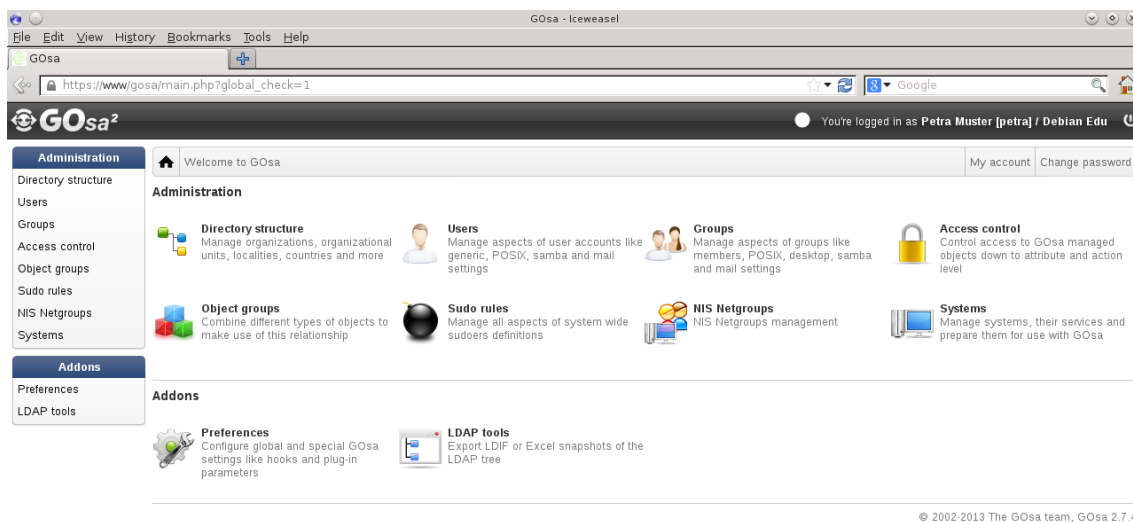 GOsa - Iceweasel
File Edit View History Bookmarks Tools Help
GOsa
https://www/gosa/main.php?global_check=1
Google
GOsa²
You're logged in as Petra Muster [petra] / Debian Edu
Administration
Directory structure
Users
Groups
Access control
Object groups
Sudo rules
NIS Netgroups
Systems
Addons
Preferences
LDAP tools
Welcome to GOsa
My account
Change password
Administration
Directory structure
Manage organizations, organizational
units, localities, countries and more
Users
Manage aspects of user accounts like
generic, POSIX, samba and mail
settings
Groups
Manage aspects of groups like
members, POSIX, desktop, samba
and mail settings
Access control
Control access to GOsa managed
objects down to attribute and action
level
Object groups
Combine different types of objects to
make use of this relationship
Sudo rules
Manage all aspects of system wide
sudoers definitions
NIS Netgroups
NIS Netgroups management
Systems
Manage systems, their services and
prepare them for use with GOsa
Addons
Preferences
Configure global and special GOsa
settings like hooks and plug-in
parameters
LDAP tools
Export LDIF or Excel snapshots of the
LDAP tree
© 2002-2013 The GOsa team, GOsa 2.7.4